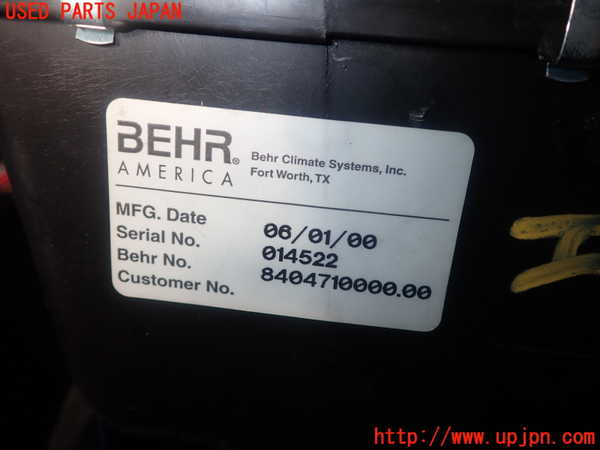 USED PARTS JAPAN
BEHR®
AMERICA
Behr Climate Systems, Inc.
Fort Worth, TX
MFG. Date 06/01/00
Serial No. 014522
Behr No. 8404710000.00
Customer No.
http://www.upjpn.com/